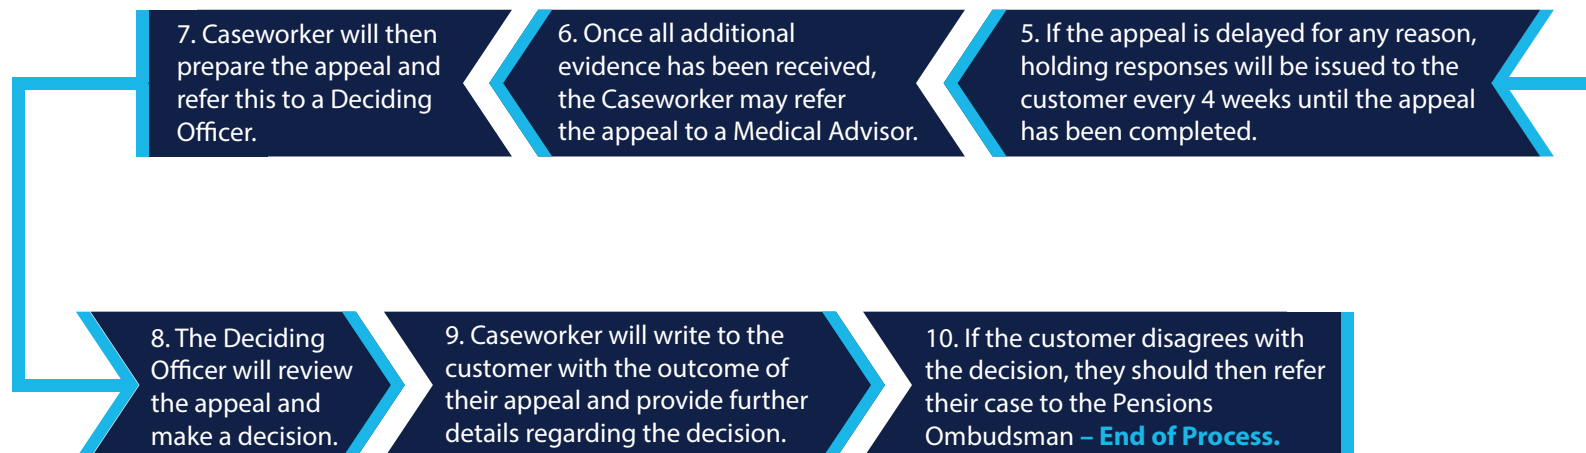 5. If the appeal is delayed for any reason,
holding responses will be issued to the
customer every 4 weeks until the appeal
has been completed.
6. Once all additional
evidence has been received,
the Caseworker may refer
the appeal to a Medical Advisor.
7. Caseworker will then
prepare the appeal and
refer this to a Deciding
Officer.
8. The Deciding
Officer will review
the appeal and
make a decision.
9. Caseworker will write to the
customer with the outcome of
their appeal and provide further
details regarding the decision.
10. If the customer disagrees with
the decision, they should then refer
their case to the Pensions
Ombudsman – End of Process.